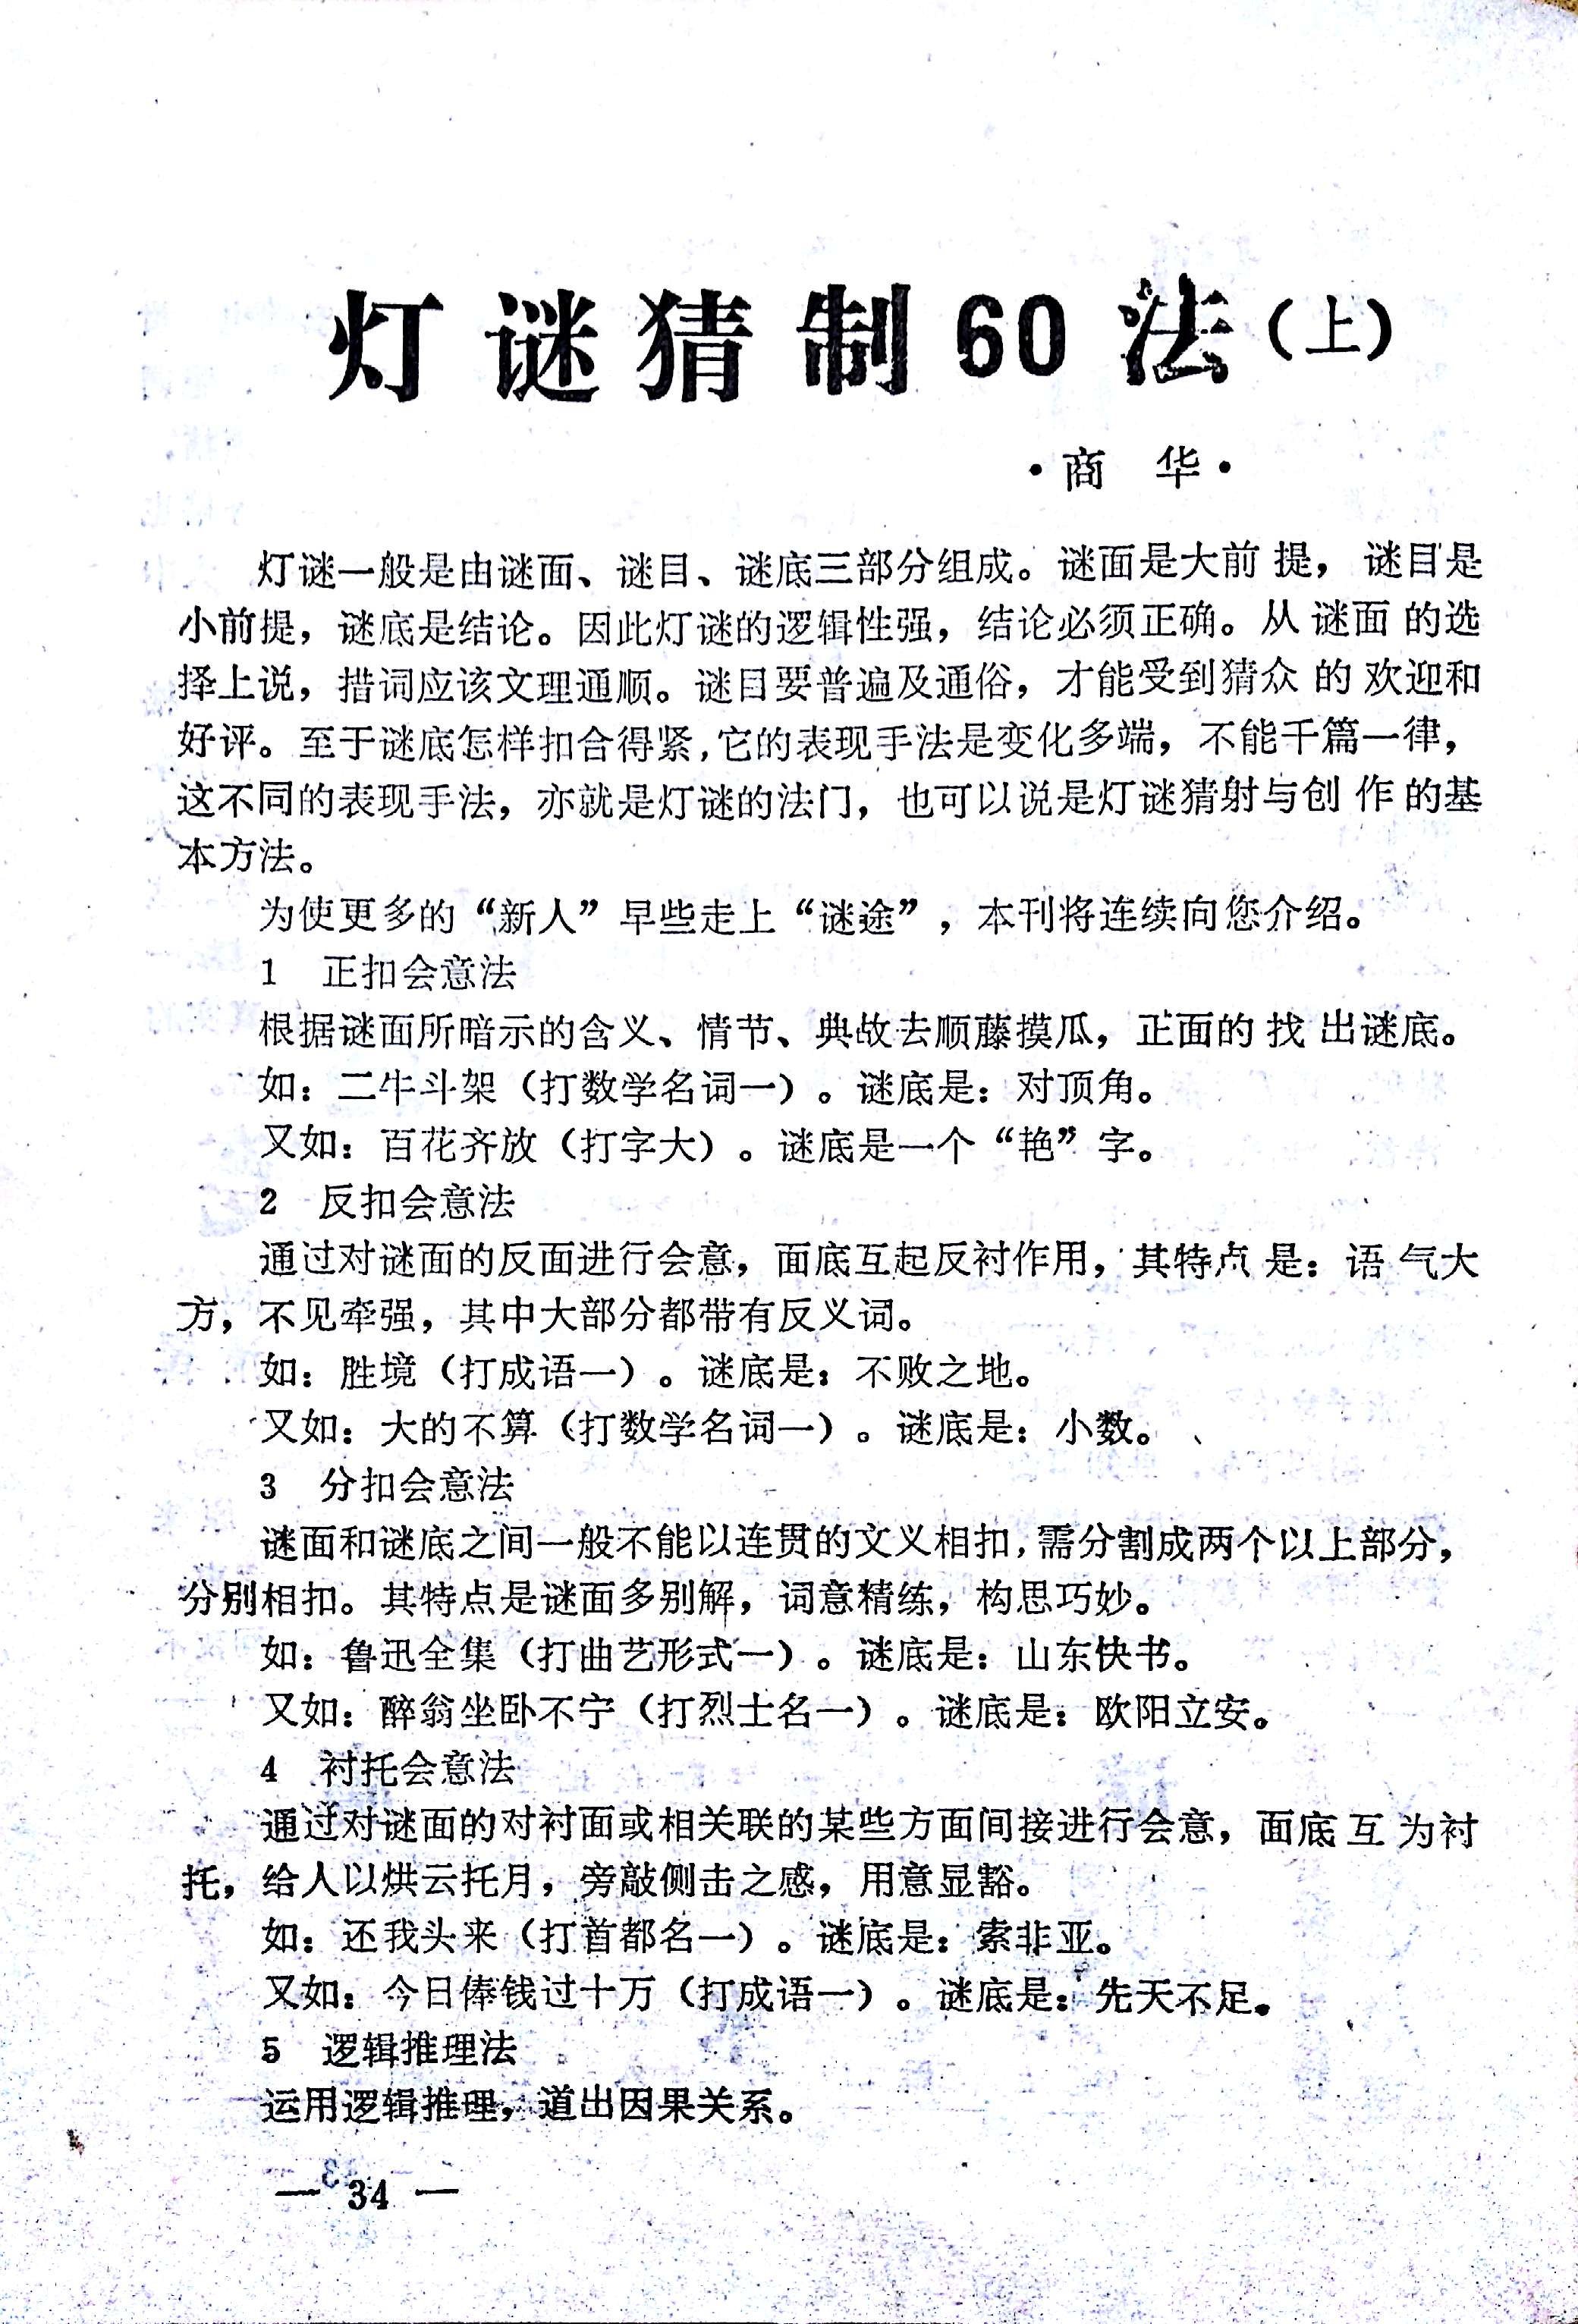 灯谜猜制60法（上）
·商 华·
灯谜一般是由谜面、谜目、谜底三部分组成。谜面是大前提，谜目是
小前提，谜底是结论。因此灯谜的逻辑性强，结论必须正确。从谜面的选
择上说，措词应该文理通顺。谜目要普遍及通俗，才能受到猜众的欢迎和
好评。至于谜底怎样扣合得紧，它的表现手法是变化多端，不能千篇一律，
这不同的表现手法，亦就是灯谜的法门，也可以说是灯谜猜射与创作的基
本方法。
为使更多的“新人”早些走上“谜途”，本刊将连续向您介绍。
1 正扣会意法
根据谜面所暗示的含义、情节、典故去顺藤摸瓜，正面的找出谜底。
如：二牛斗架（打数学名词一）。谜底是：对顶角。
又如：百花齐放（打字大）。谜底是一个“艳”字。
2 反扣会意法
通过对谜面的反面进行会意，面底互起反衬作用，其特点是：语气大
方，不见牵强，其中大部分都带有反义词。
如：胜境（打成语一）。谜底是：不败之地。
又如：大的不算（打数学名词一）。谜底是：小数。
3 分扣会意法
谜面和谜底之间一般不能以连贯的文义相扣，需分割成两个以上部分，
分别相扣。其特点是谜面多别解，词意精练，构思巧妙。
如：鲁迅全集（打曲艺形式一）。谜底是：山东快书。
又如：醉翁坐卧不宁（打烈士名一）。谜底是：欧阳立安。
4 衬托会意法
通过对谜面的对衬面或相关联的某些方面间接进行会意，面底互为衬
托，给人以烘云托月，旁敲侧击之感，用意显豁。
如：还我头来（打首都名一）。谜底是：索非亚。
又如：今日俸钱过十万（打成语一）。谜底是：先天不足。
5 逻辑推理法
运用逻辑推理，道出因果关系。
— 34 —